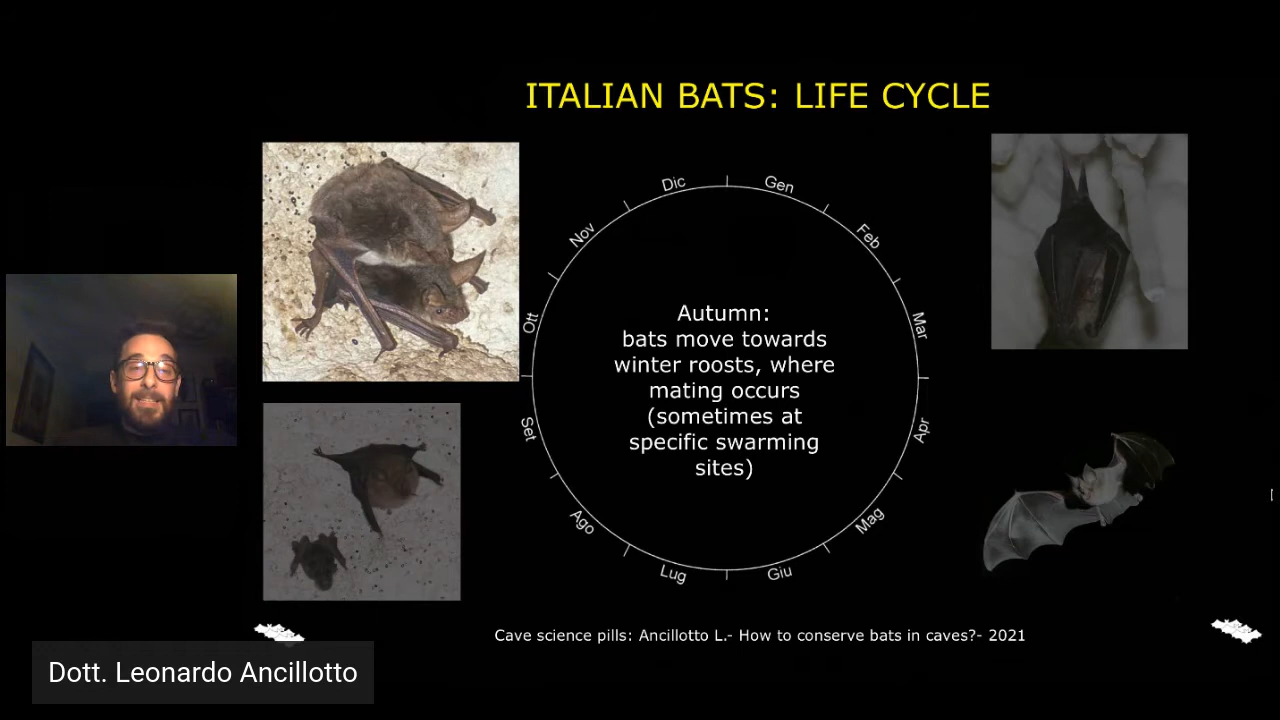 ITALIAN BATS: LIFE CYCLE
Dic
Gen
Nov
Feb
Ott
Mar
Set
Apr
Ago
Mag
Lug
Giu
Autumn:
bats move towards
winter roosts, where
mating occurs
(sometimes at
specific swarming
sites)
Cave science pills: Ancillotto L.- How to conserve bats in caves?- 2021
Dott. Leonardo Ancillotto